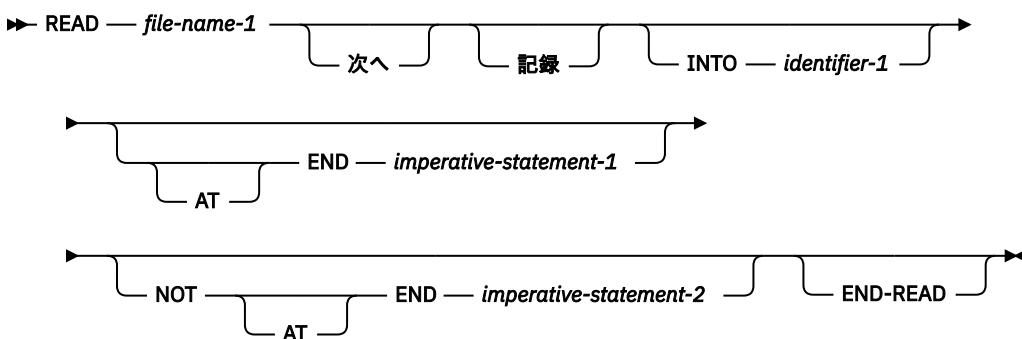 READ file-name-1 次へ 記録 INTO identifier-1
END imperative-statement-1
AT
NOT END imperative-statement-2 END-READ
AT